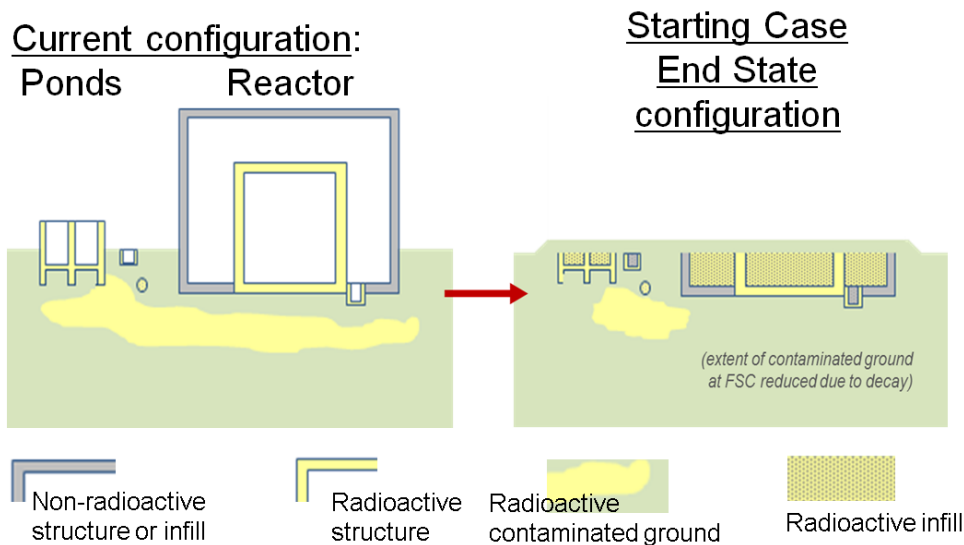 Current configuration:
Ponds Reactor
Starting Case
End State
configuration
(extent of contaminated ground
at FSC reduced due to decay)
Non-radioactive
structure or infill
Radioactive
structure
Radioactive
contaminated ground
Radioactive infill